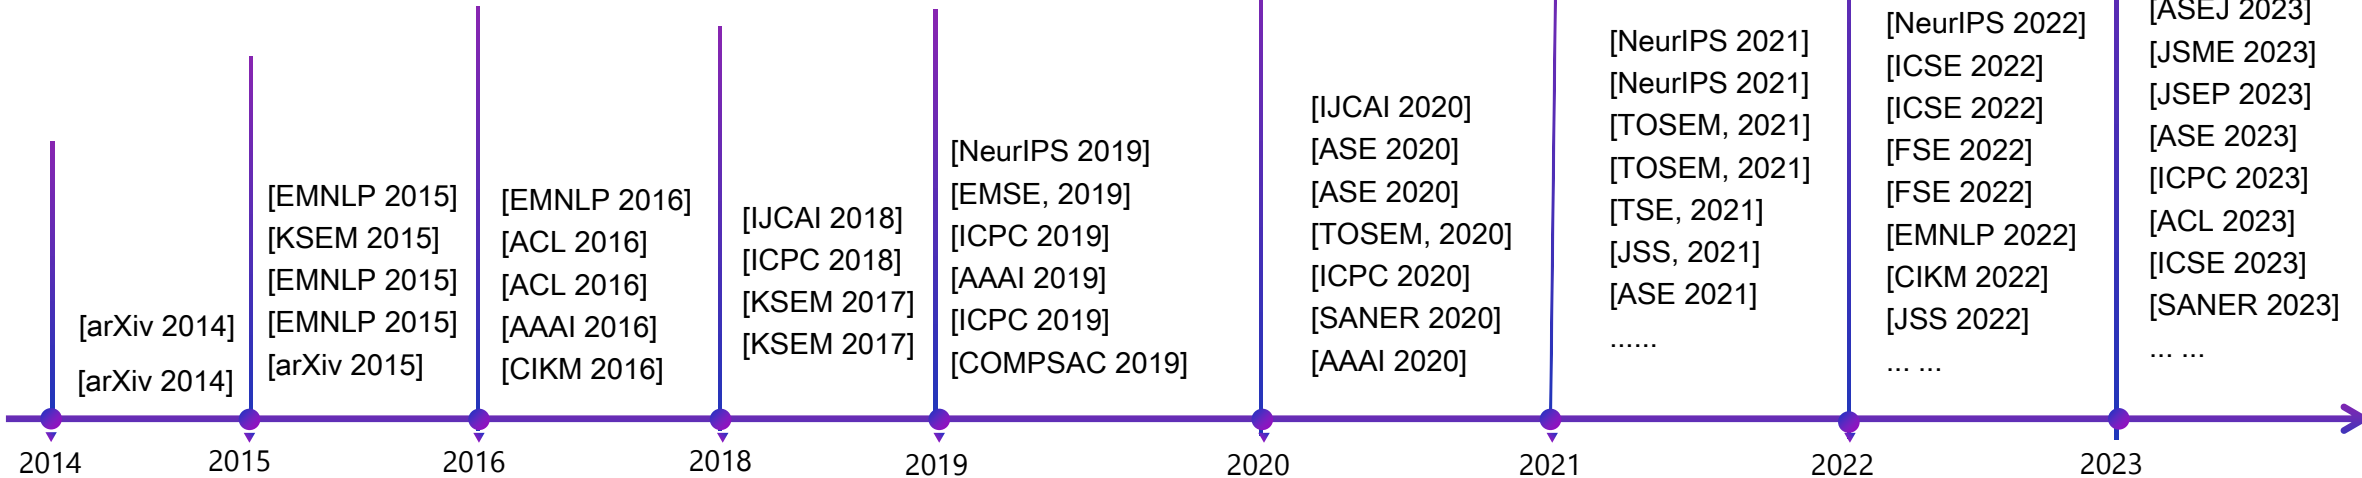 [arXiv 2014]
[arXiv 2014]
[EMNLP 2015]
[KSEM 2015]
[EMNLP 2015]
[EMNLP 2015]
[arXiv 2015]
[EMNLP 2016]
[ACL 2016]
[ACL 2016]
[AAAI 2016]
[CIKM 2016]
[IJCAI 2018]
[ICPC 2018]
[KSEM 2017]
[KSEM 2017]
[NeurIPS 2019]
[EMSE, 2019]
[ICPC 2019]
[AAAI 2019]
[ICPC 2019]
[COMPSAC 2019]
[IJCAI 2020]
[ASE 2020]
[ASE 2020]
[TOSEM, 2020]
[ICPC 2020]
[SANER 2020]
[AAAI 2020]
[NeurIPS 2021]
[NeurIPS 2021]
[TOSEM, 2021]
[TOSEM, 2021]
[TSE, 2021]
[JSS, 2021]
[ASE 2021]
......
[NeurIPS 2022]
[ICSE 2022]
[ICSE 2022]
[FSE 2022]
[FSE 2022]
[EMNLP 2022]
[CIKM 2022]
[JSS 2022]
... ...
[ASEJ 2023]
[JSME 2023]
[JSEP 2023]
[ASE 2023]
[ICPC 2023]
[ACL 2023]
[ICSE 2023]
[SANER 2023]
... ...
2014
2015
2016
2018
2019
2020
2021
2022
2023